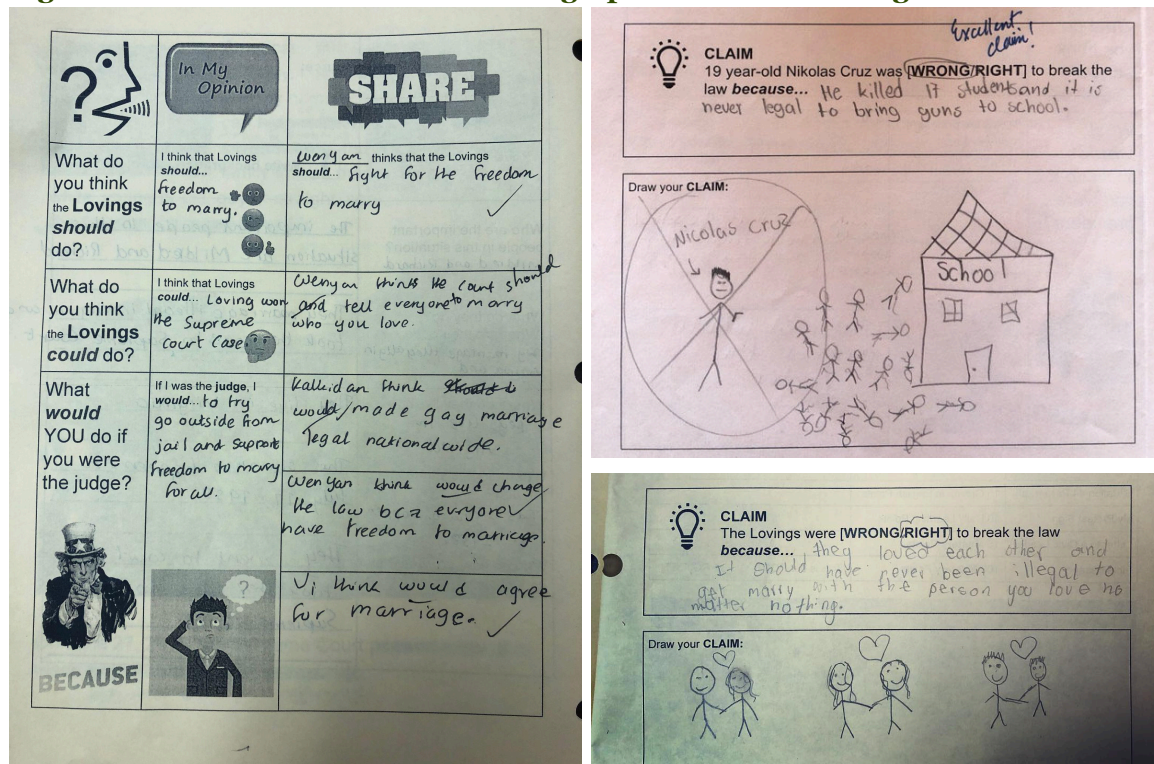 ?
In My
Opinion
SHARE
What do
you think
the Lovings
should
do?
I think that Lovings
should...
freedom
to marry.
Wenyan thinks that the Lovings
should... fight for the freedom
to marry
What do
you think
the Lovings
could do?
I think that Lovings
could... Loving won
the Supreme
court Case
Wenyan thinks the court should
and tell everyone to marry
who you love.
What
would
YOU do if
you were
the judge?
BECAUSE
If I was the judge, I
would... to try
go outside from
jail and support
freedom to marry
for all.
?
Kalkidan think
would made gay marriage
legal nationalwide.
Wenyan think would change
the law bcz evryone
have freedom to marriage.
Vi think would agree
for marriage.
Excellent
claim!
CLAIM
19 year-old Nikolas Cruz was [WRONG/RIGHT] to break the
law because... He killed 17 students and it is
never legal to bring guns to school.
Draw your CLAIM:
Nicolas Cruz
School
CLAIM
The Lovings were [WRONG/RIGHT] to break the law
because... they loved each other and
It should have never been illegal to
get marry with the person you love no
matter nothing.
Draw your CLAIM: